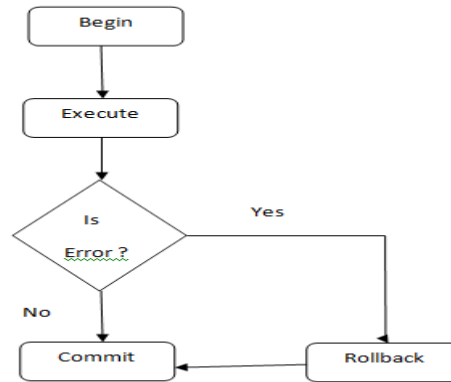 Begin
Execute
Is
Error ?
Yes
No
Commit
Rollback